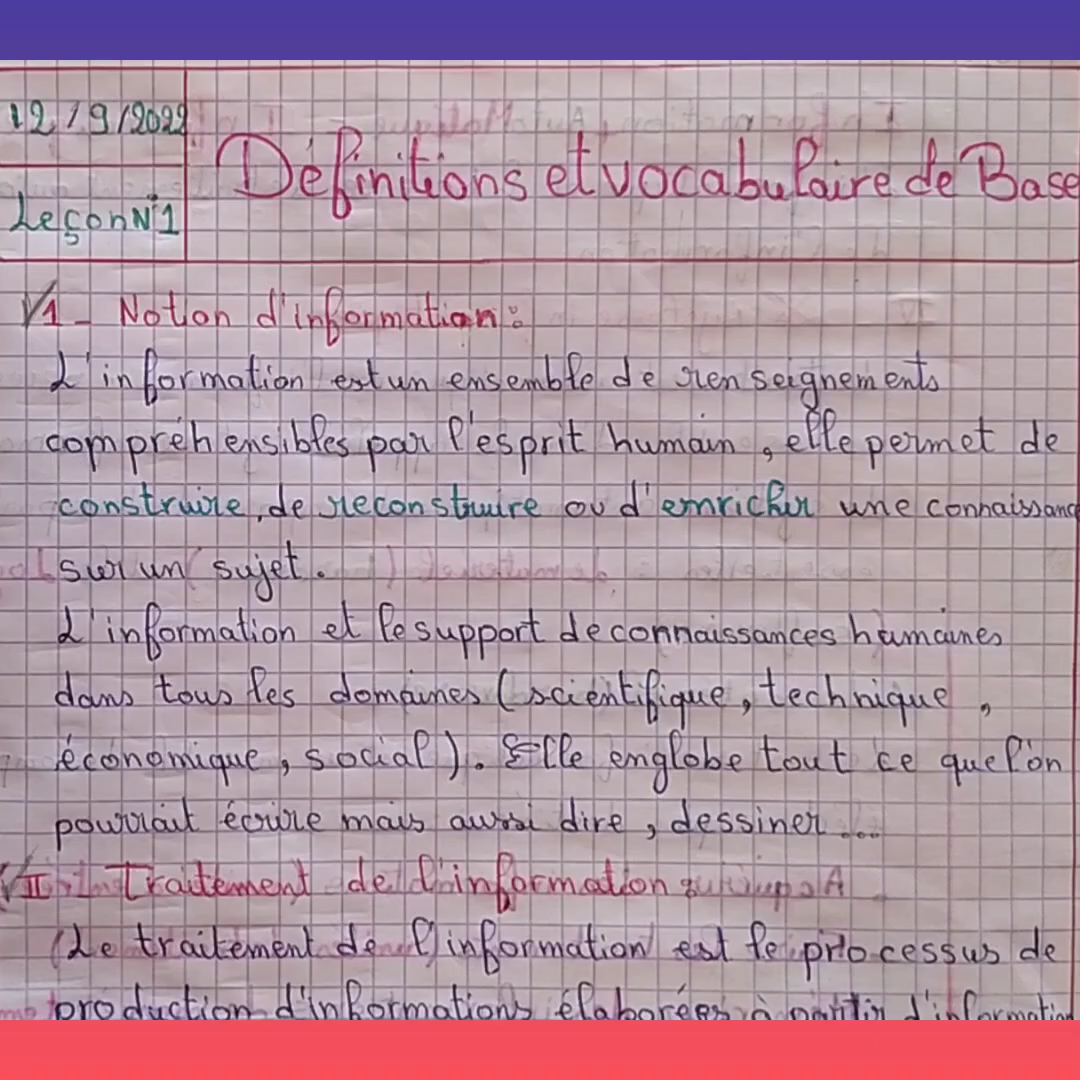 12/9/2022
Leçon N°1
Définitions et vocabulaire de Base
1- Notion d'information:
L'information est un ensemble de renseignements
compréhensibles par l'esprit humain, elle permet de
construire, de reconstruire ou d'enrichir une connaissanc
sur un sujet.
L'information et le support de connaissances humaines
dans tous les domaines (scientifique, technique,
économique, social). Elle englobe tout ce que l'on
pourrait écrire mais aussi dire, dessiner...
II- Traitement de l'information
Le traitement de l'information est le processus de
production d'informations élaborées à partir d'information